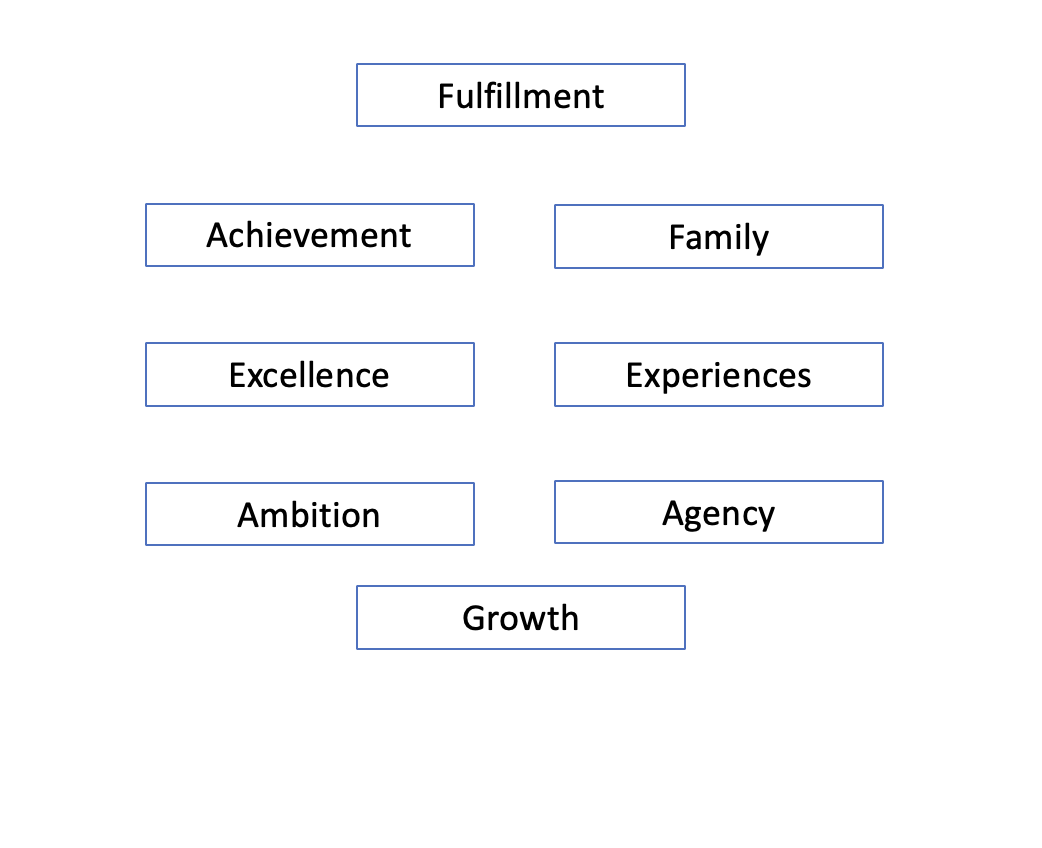 Fulfillment
Achievement
Family
Excellence
Experiences
Ambition
Agency
Growth